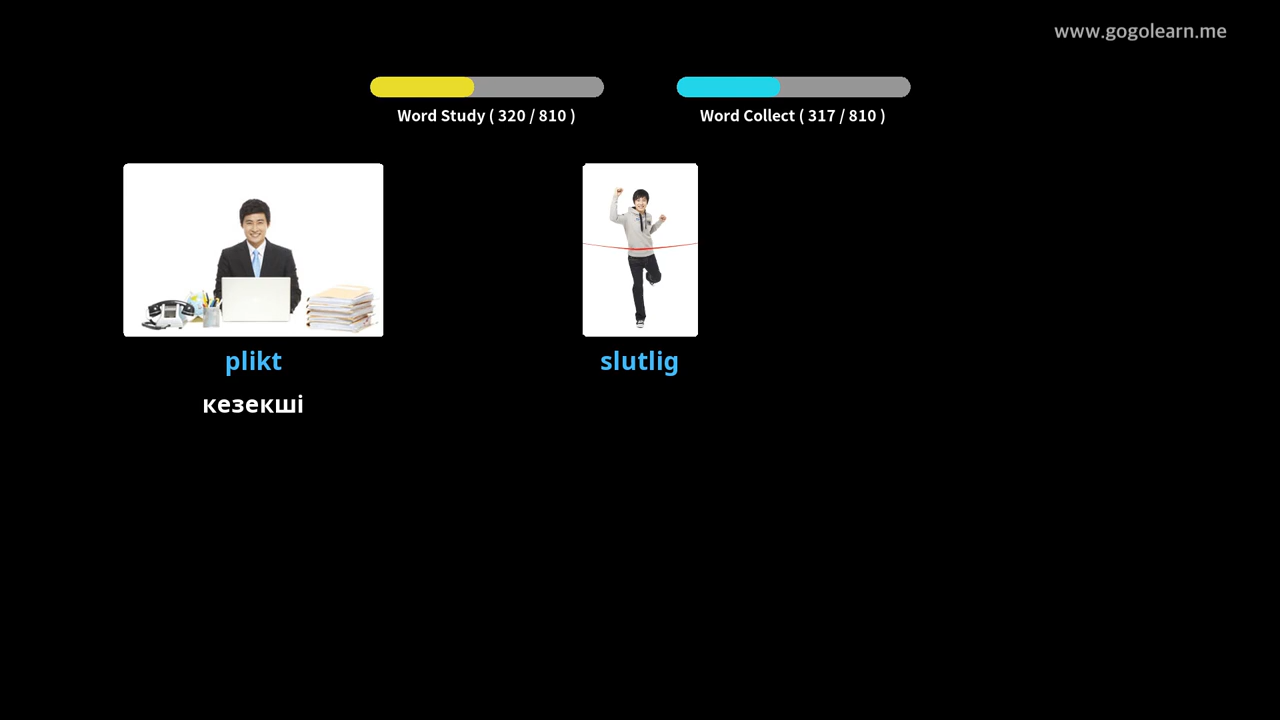 www.gogolearn.me
Word Study ( 320 / 810 )
Word Collect ( 317 / 810 )
plikt
slutlig
кезекші